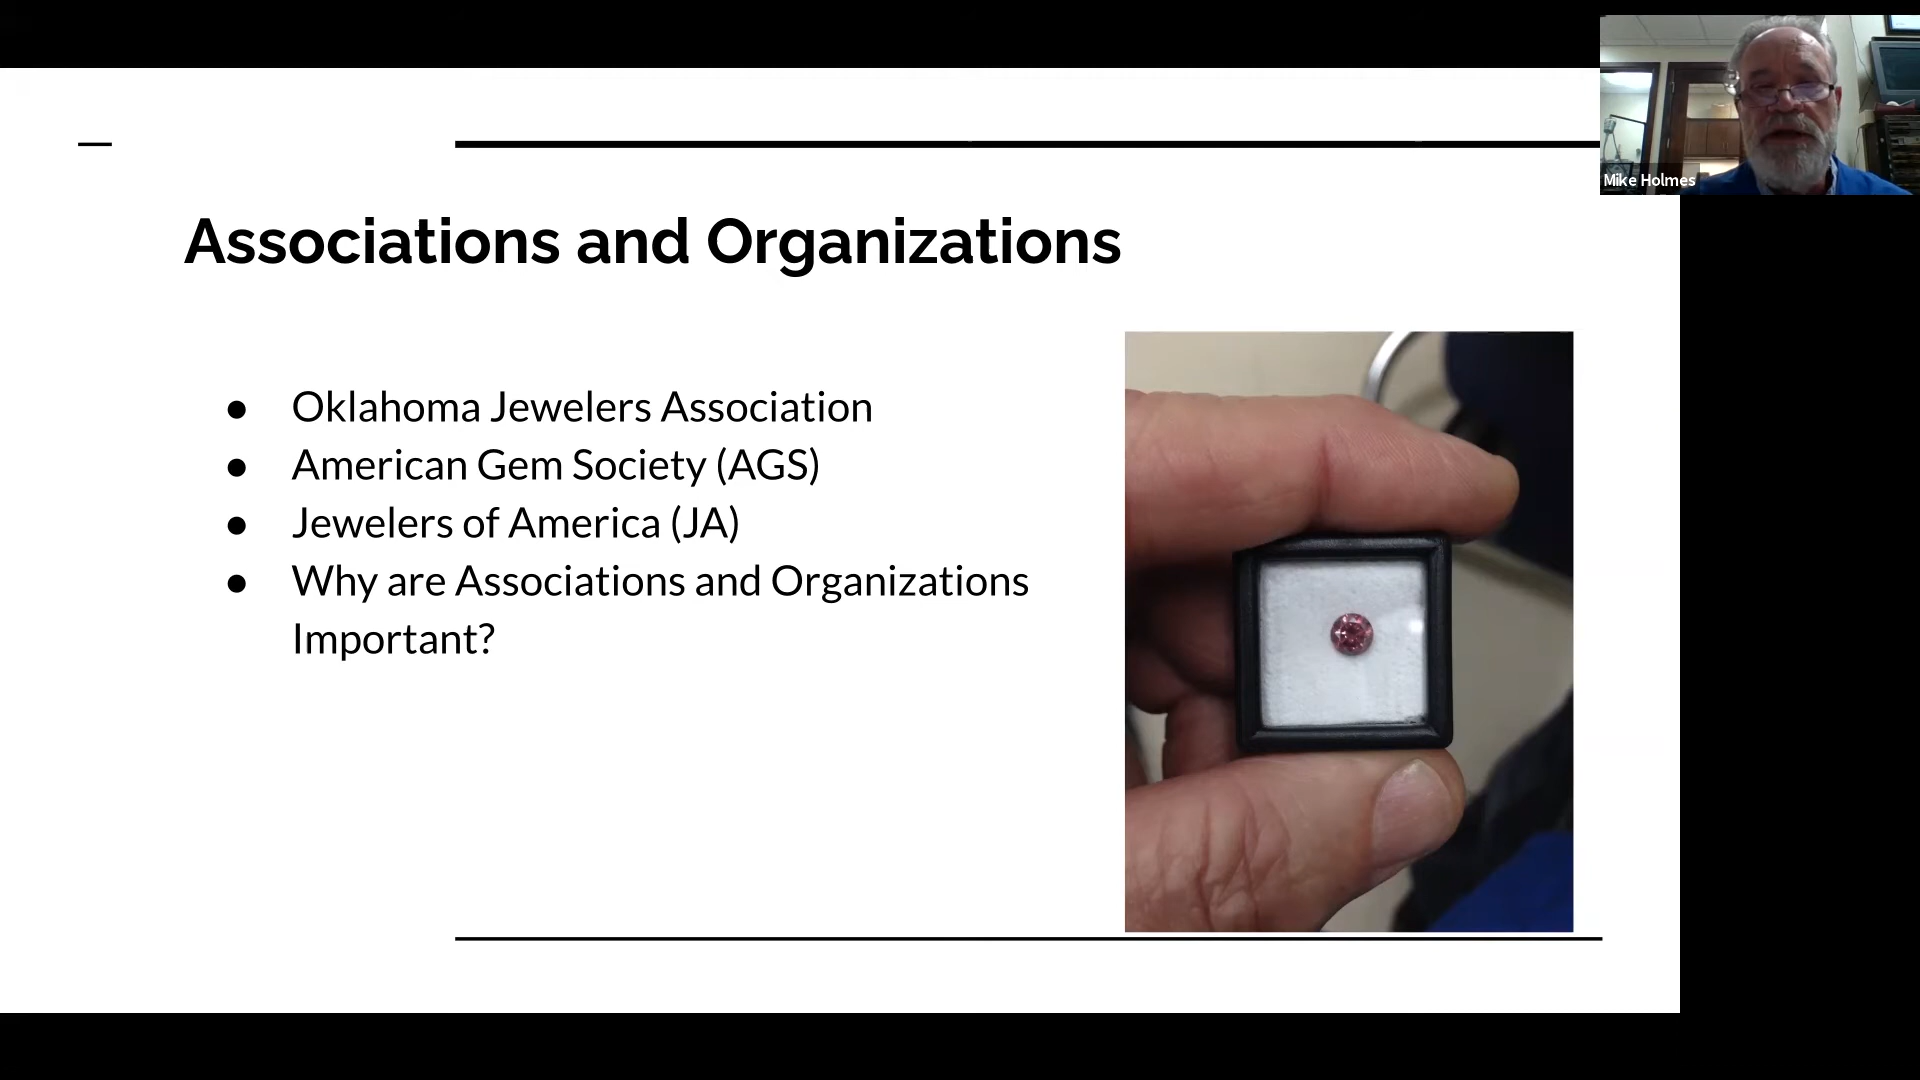 Mike Holmes
Associations and Organizations
● Oklahoma Jewelers Association
● American Gem Society (AGS)
● Jewelers of America (JA)
● Why are Associations and Organizations
Important?